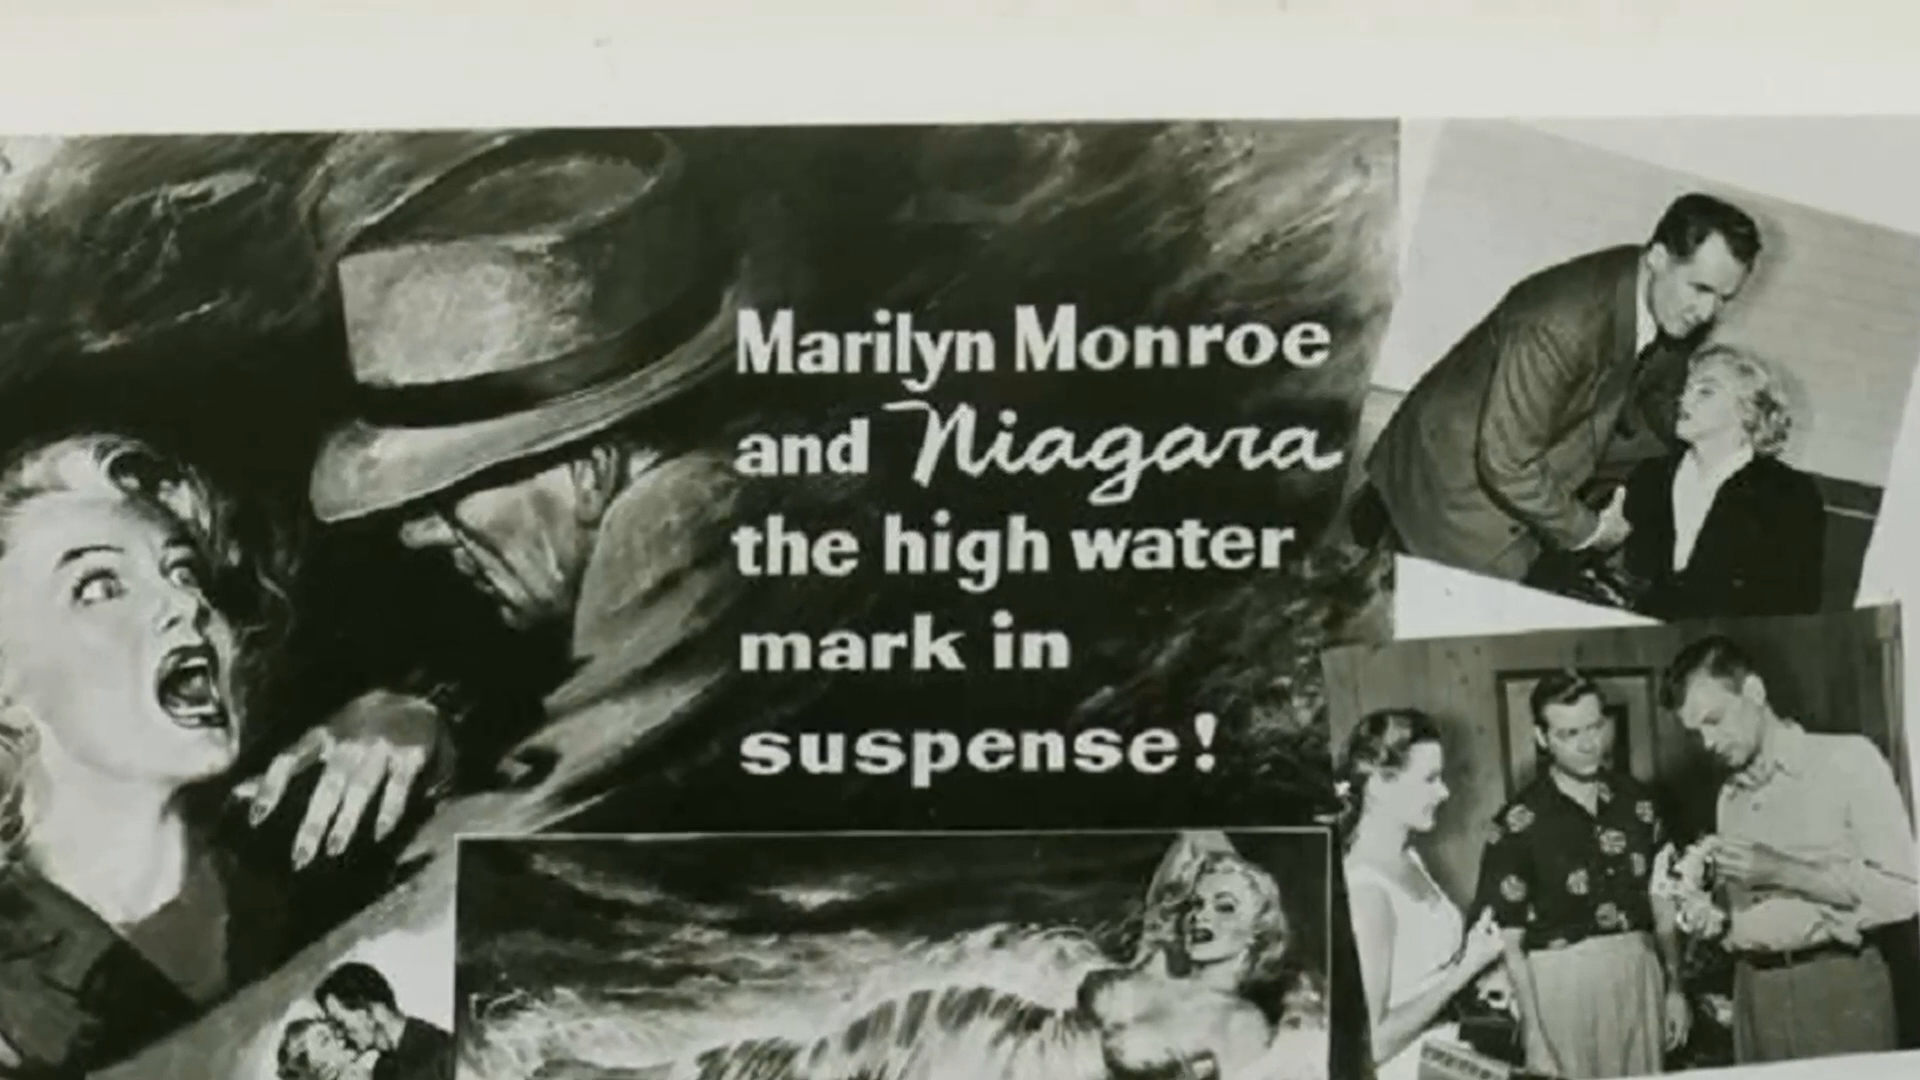 Marilyn Monroe
and Niagara
the high water
mark in
suspense!